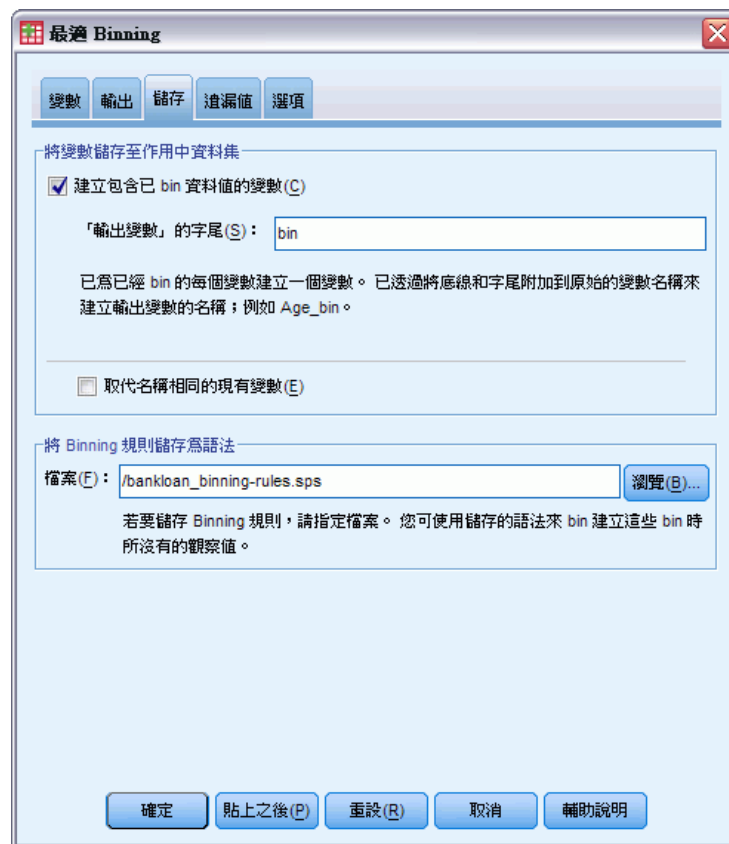 最適 Binning
變數 輸出 儲存 遺漏值 選項
將變數儲存至作用中資料集
建立包含已 bin 資料值的變數(C)
「輸出變數」的字尾(S)： bin
已為已經 bin 的每個變數建立一個變數。 已透過將底線和字尾附加到原始的變數名稱來
建立輸出變數的名稱；例如 Age_bin。
取代名稱相同的現有變數(E)
將 Binning 規則儲存為語法
檔案(F)： /bankloan_binning-rules.sps 瀏覽(B)...
若要儲存 Binning 規則，請指定檔案。 您可使用儲存的語法來 bin 建立這些 bin 時
所沒有的觀察值。
確定 貼上之後(P) 重設(R) 取消 輔助說明